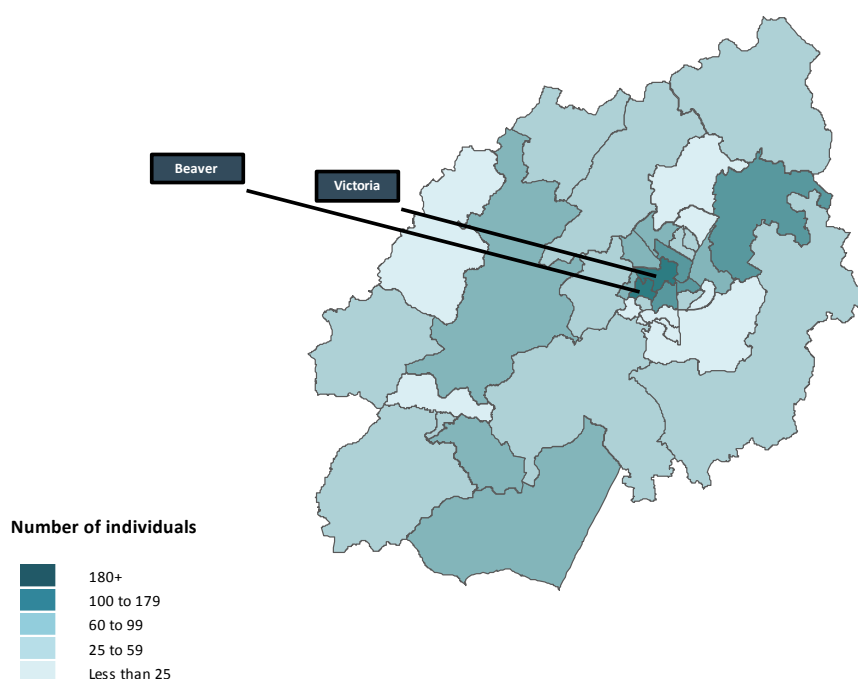 Beaver
Victoria
Number of individuals
180+
100 to 179
60 to 99
25 to 59
Less than 25